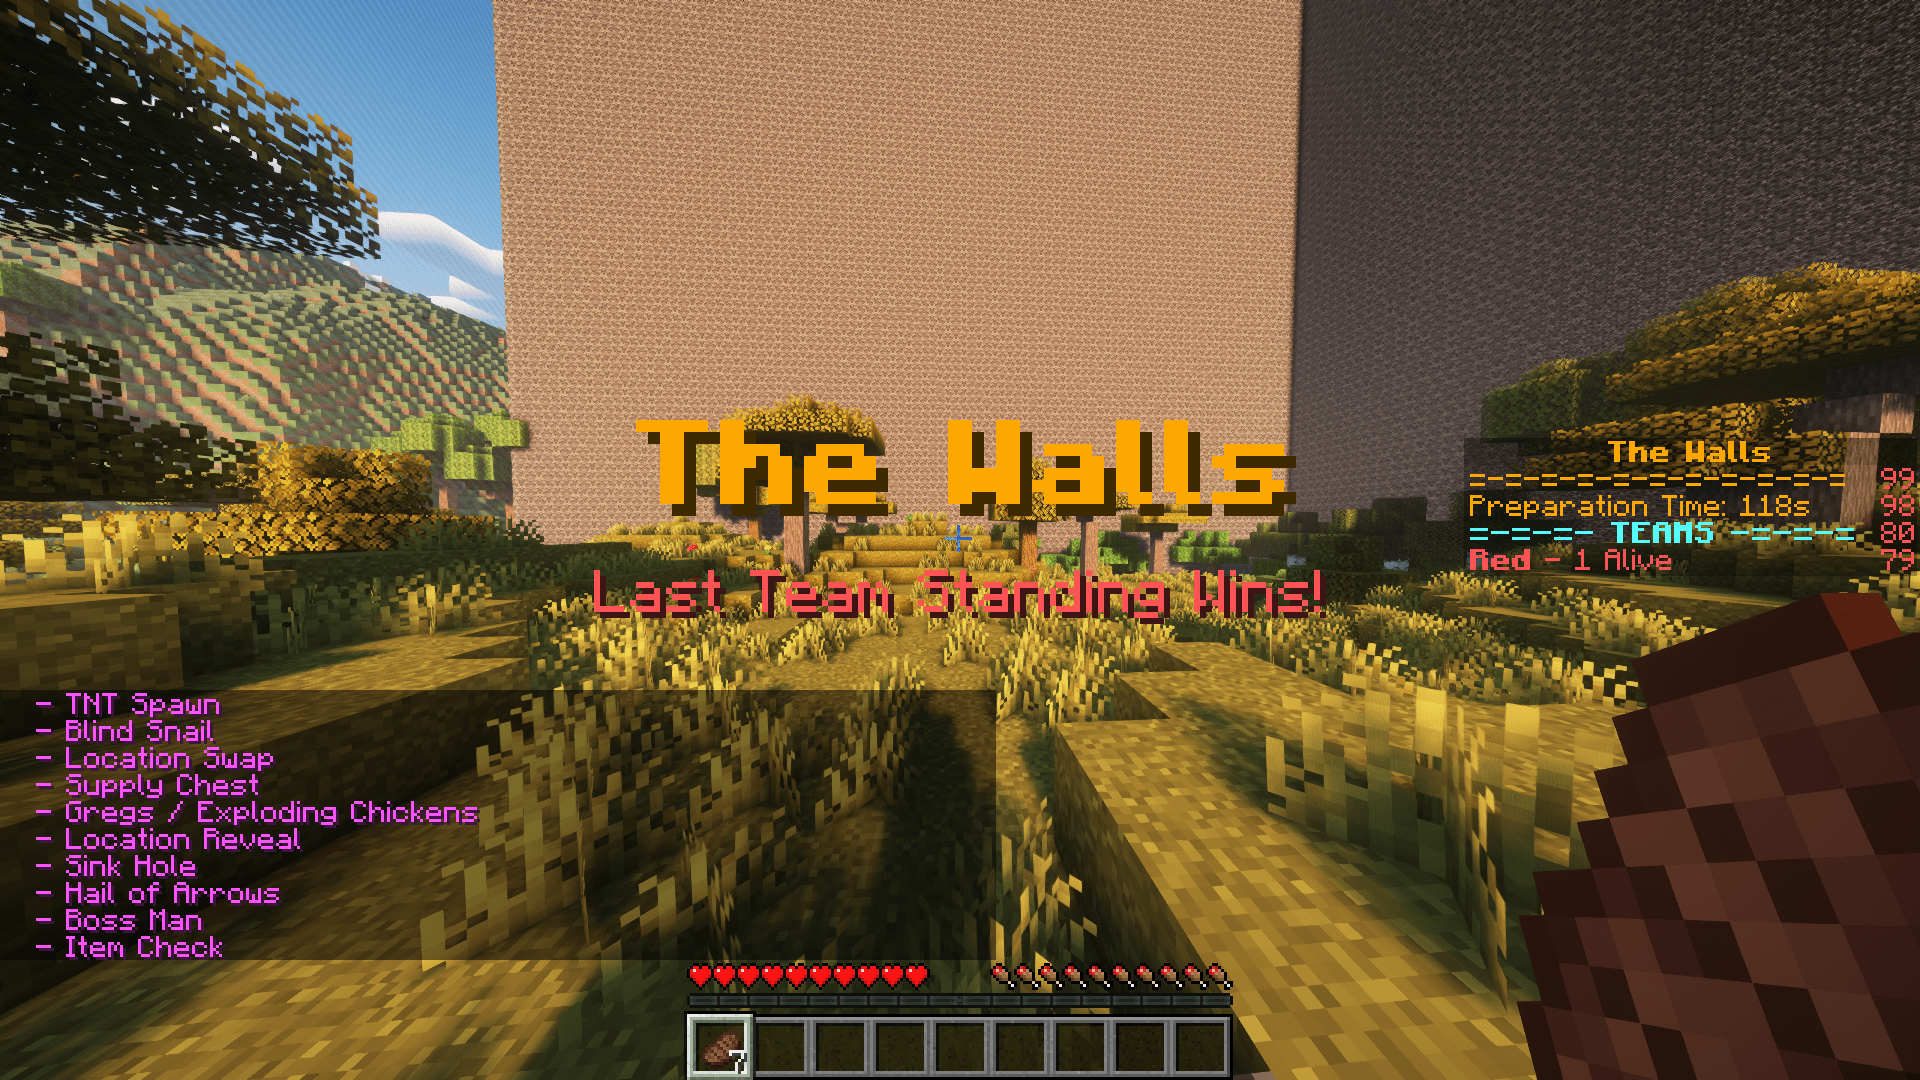 The Walls
Last Team Standing Wins!
The Walls
=-=-=-=-=-=-=-=-=-=-= 99
Preparation Time: 118s 98
=-=-=- TEAMS -=-=-= 80
Red - 1 Alive 79
- TNT Spawn
- Blind Snail
- Location Swap
- Supply Chest
- Gregs / Exploding Chickens
- Location Reveal
- Sink Hole
- Hail of Arrows
- Boss Man
- Item Check
7